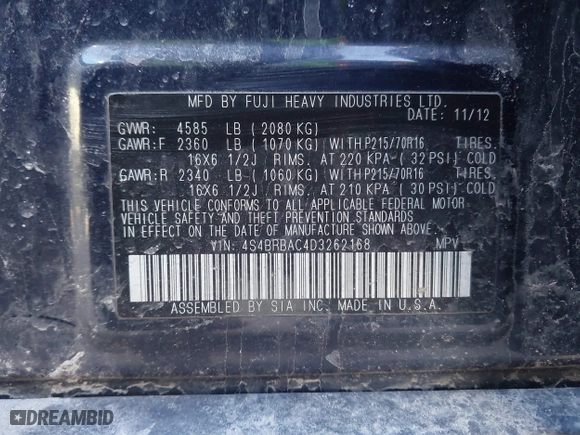 MFD BY FUJI HEAVY INDUSTRIES LTD.
DATE: 11/12
GVWR: 4585 LB (2080 KG)
GAWR:F 2360 LB (1070 KG) WITH P215/70R16 TIRES.
16X6 1/2J RIMS. AT 220 KPA-(32 PSI) COLD
GAWR:R 2340 LB (1060 KG) WITH P215/70R16 TIRES.
16X6 1/2J RIMS. AT 210 KPA (30 PSI) COLD
THIS VEHICLE CONFORMS TO ALL APPLICABLE FEDERAL MOTOR
VEHICLE SAFETY AND THEFT PREVENTION STANDARDS
IN EFFECT ON THE DATE OF MANUFACTURE SHOWN ABOVE.
VIN: 4S4BRBAC4D3262168 MPV
ASSEMBLED BY SIA INC. MADE IN U.S.A.
DREAMBID